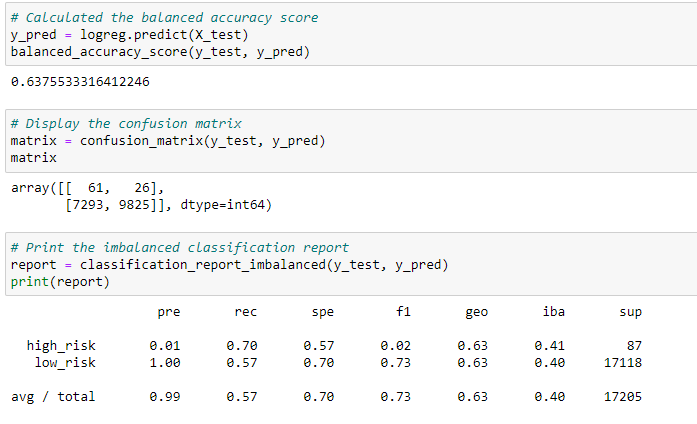 # Calculated the balanced accuracy score
y_pred = logreg.predict(X_test)
balanced_accuracy_score(y_test, y_pred)
0.6375533316412246
# Display the confusion matrix
matrix = confusion_matrix(y_test, y_pred)
matrix
array([[  61,   26],
       [7293, 9825]], dtype=int64)
# Print the imbalanced classification report
report = classification_report_imbalanced(y_test, y_pred)
print(report)
pre rec spe f1 geo iba sup
high_risk 0.01 0.70 0.57 0.02 0.63 0.41 87
low_risk 1.00 0.57 0.70 0.73 0.63 0.40 17118
avg / total 0.99 0.57 0.70 0.73 0.63 0.40 17205